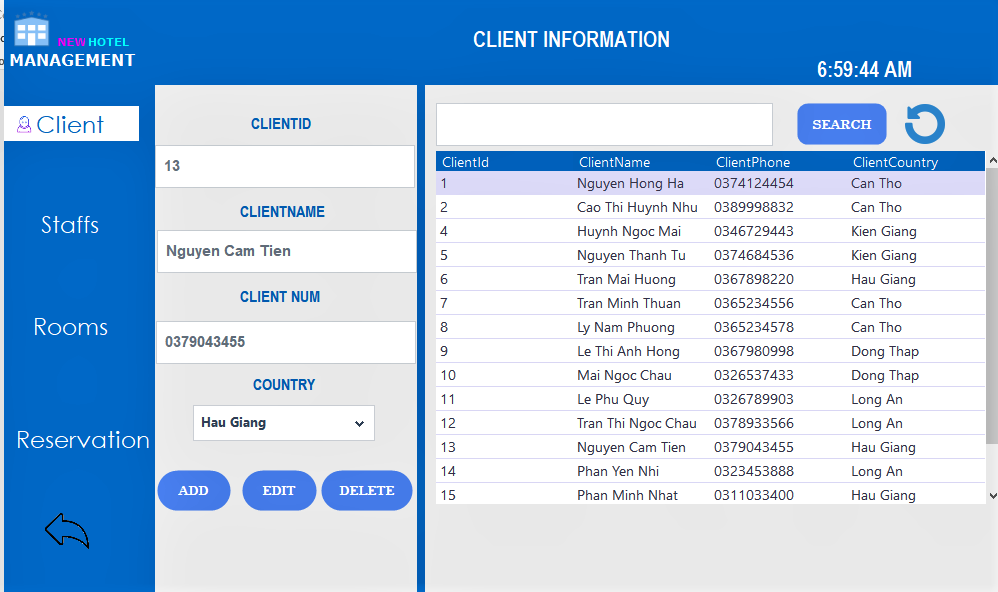 NEW HOTEL
MANAGEMENT
CLIENT INFORMATION
6:59:44 AM
Client
Staffs
Rooms
Reservation
CLIENTID
13
CLIENTNAME
Nguyen Cam Tien
CLIENT NUM
0379043455
COUNTRY
Hau Giang
ADD EDIT DELETE
SEARCH
ClientId ClientName ClientPhone ClientCountry
1 Nguyen Hong Ha 0374124454 Can Tho
2 Cao Thi Huynh Nhu 0389998832 Can Tho
4 Huynh Ngoc Mai 0346729443 Kien Giang
5 Nguyen Thanh Tu 0374684536 Kien Giang
6 Tran Mai Huong 0367898220 Hau Giang
7 Tran Minh Thuan 0365234556 Can Tho
8 Ly Nam Phuong 0365234578 Can Tho
9 Le Thi Anh Hong 0367980998 Dong Thap
10 Mai Ngoc Chau 0326537433 Dong Thap
11 Le Phu Quy 0326789903 Long An
12 Tran Thi Ngoc Chau 0378933566 Long An
13 Nguyen Cam Tien 0379043455 Hau Giang
14 Phan Yen Nhi 0323453888 Long An
15 Phan Minh Nhat 0311033400 Hau Giang